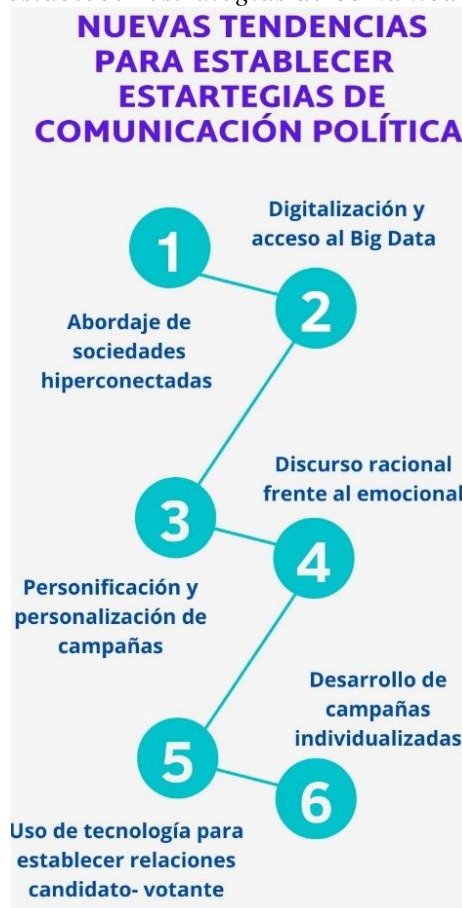 NUEVAS TENDENCIAS
PARA ESTABLECER
ESTARTEGIAS DE
COMUNICACIÓN POLÍTICA
1
Abordaje de
sociedades
hiperconectadas
Digitalización y
acceso al Big Data
2
3
Personificación y
personalización de
campañas
Discurso racional
frente al emocional
4
5
Uso de tecnología para
establecer relaciones
candidato- votante
Desarrollo de
campañas
individualizadas
6